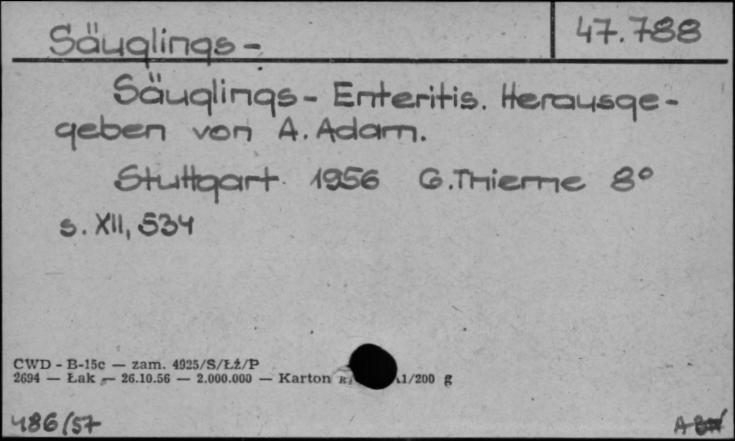 Säuglings- 47.788
Säuglings- Enteritis. Herausge-
geben von A. Adam.
Stuttgart 1956 G. Thieme 8°
s. XII, 534
CWD - B-15c — zam. 4925/S/Łż/P
2694 — Łak — 26.10.56 — 2.000.000 — Karton /200 g
486/57